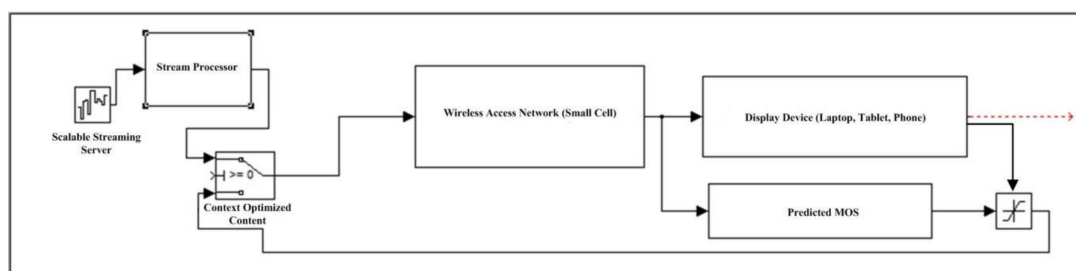 Stream Processor
Scalable Streaming
Server
>= 0
Context Optimized
Content
Wireless Access Network (Small Cell)
Display Device (Laptop, Tablet, Phone)
Predicted MOS